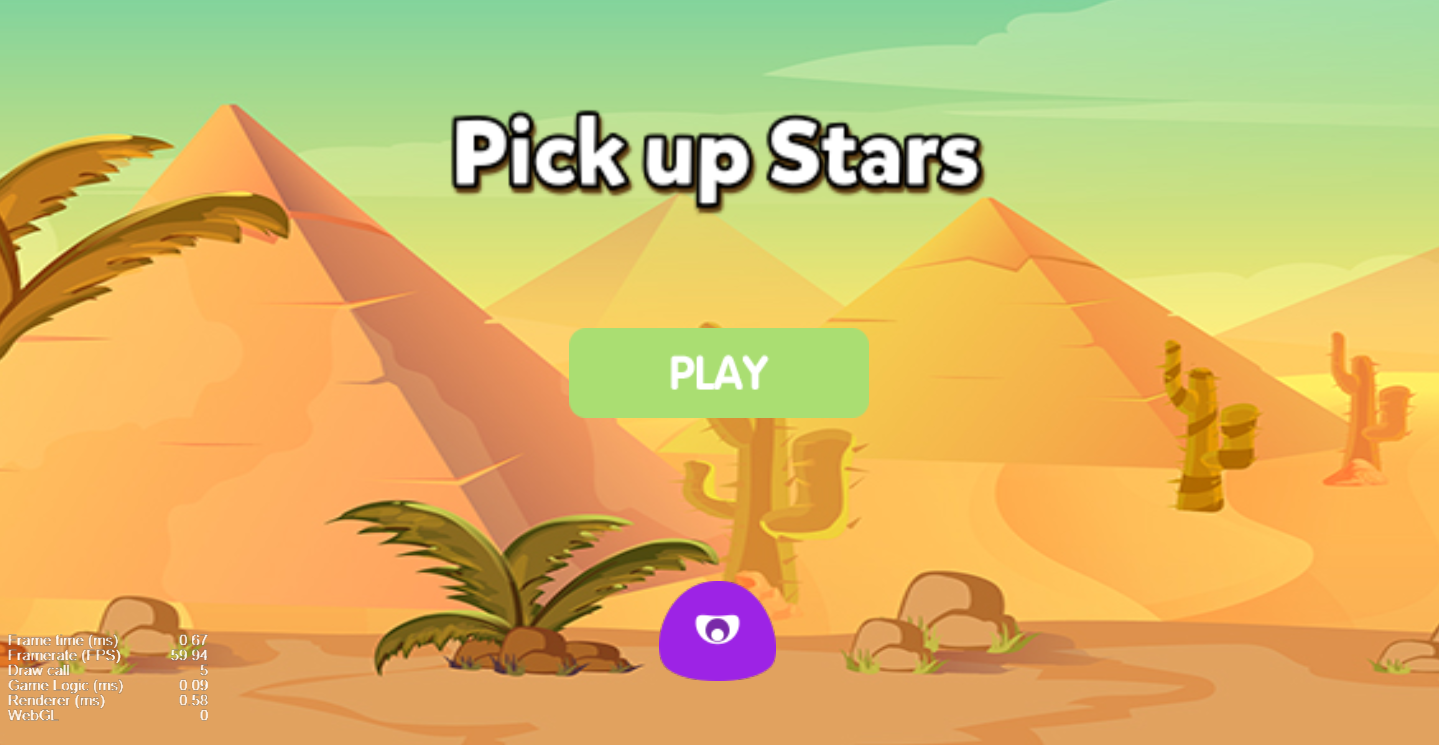 Pick up Stars
PLAY
Frame time (ms) 0.67
Framerate (FPS) 59.94
Draw call 5
Game Logic (ms) 0.09
Renderer (ms) 0.58
WebGL 0